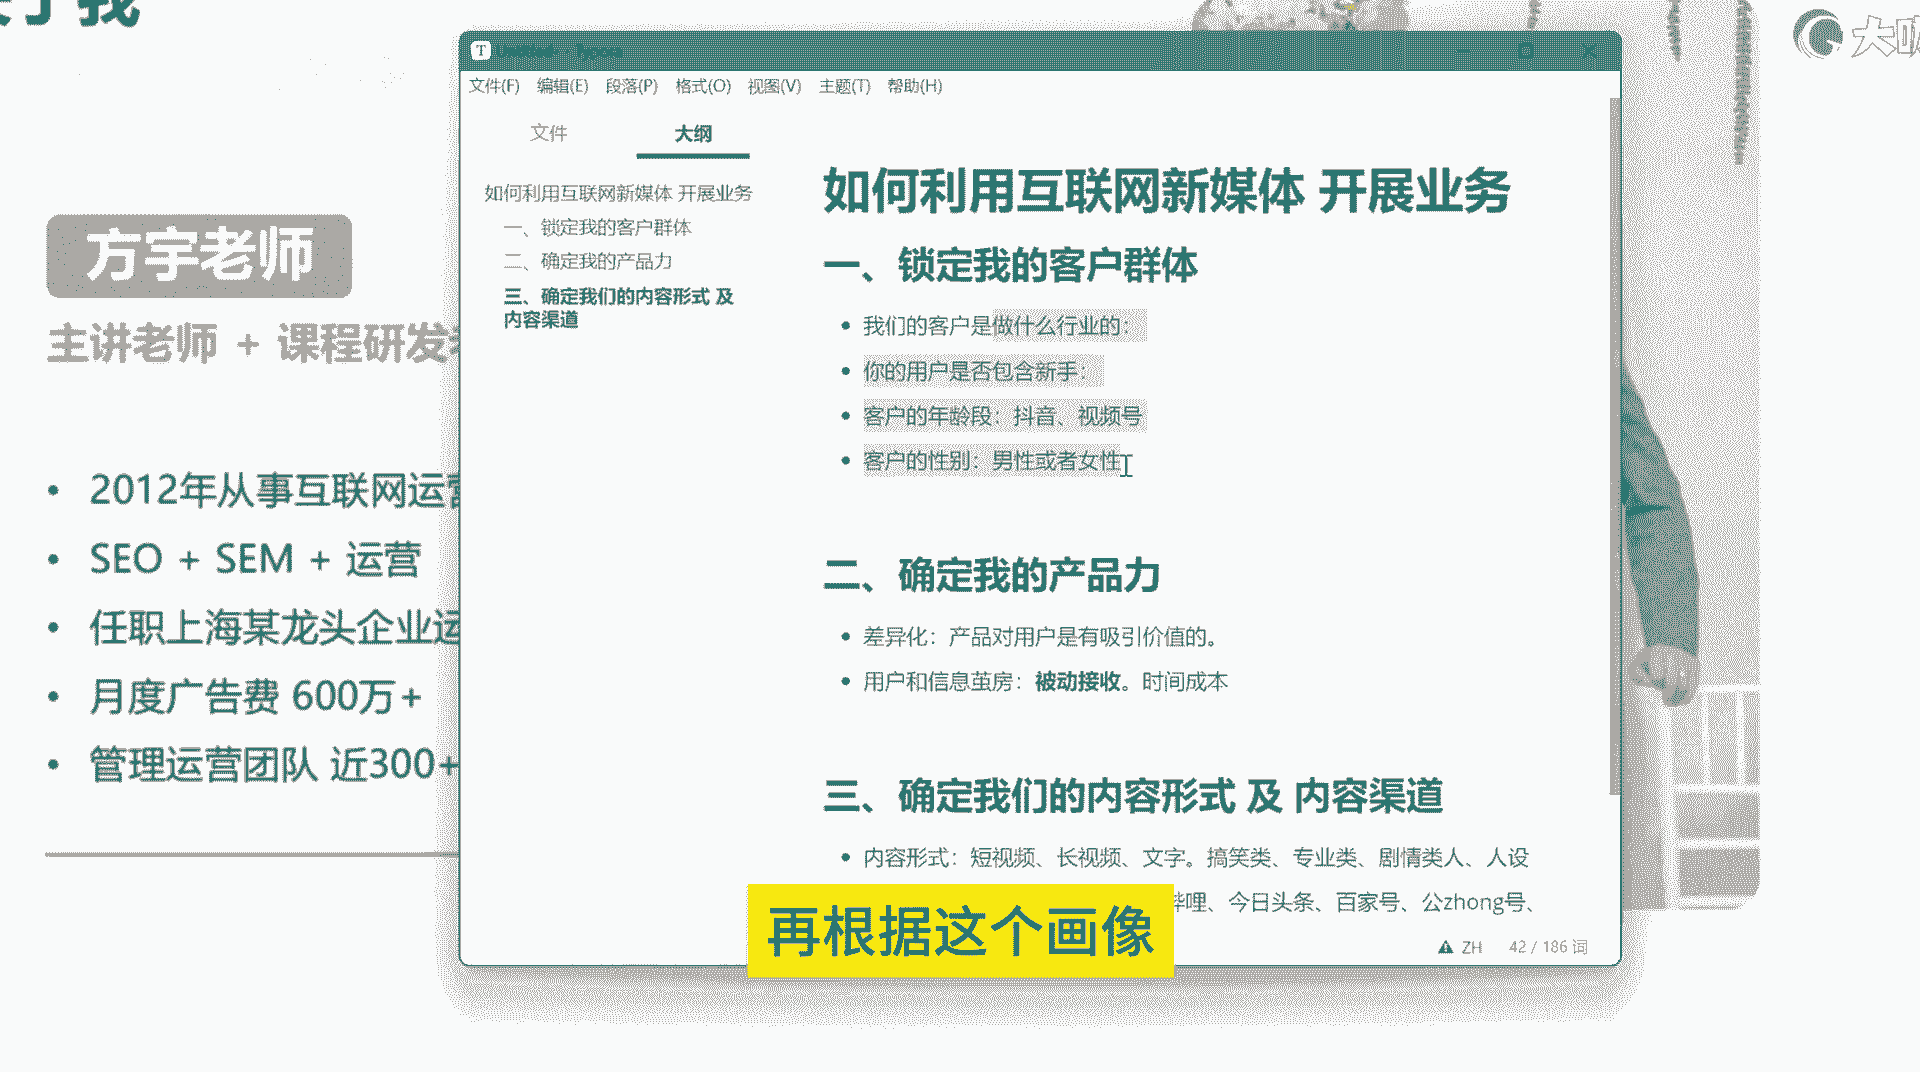 方宇老师
主讲老师 + 课程研发
2012年从事互联网运营
SEO + SEM + 运营
任职上海某龙头企业运
月度广告费 600万+
管理运营团队 近300+
大
T
文件(F) 编辑(E) 段落(P) 格式(O) 视图(V) 主题(T) 帮助(H)
文件 大纲
如何利用互联网新媒体 开展业务
一、锁定我的客户群体
二、确定我的产品力
三、确定我们的内容形式 及
内容渠道
如何利用互联网新媒体 开展业务
一、锁定我的客户群体
我们的客户是做什么行业的：
你的用户是否包含新手：
客户的年龄段：抖音、视频号
客户的性别：男性或者女性
二、确定我的产品力
差异化：产品对用户是有吸引价值的。
用户和信息茧房：被动接收。时间成本
三、确定我们的内容形式 及 内容渠道
内容形式：短视频、长视频、文字。搞笑类、专业类、剧情类人、人设
哩、今日头条、百家号、公zhong号、
ZH 42 / 186 词
再根据这个画像